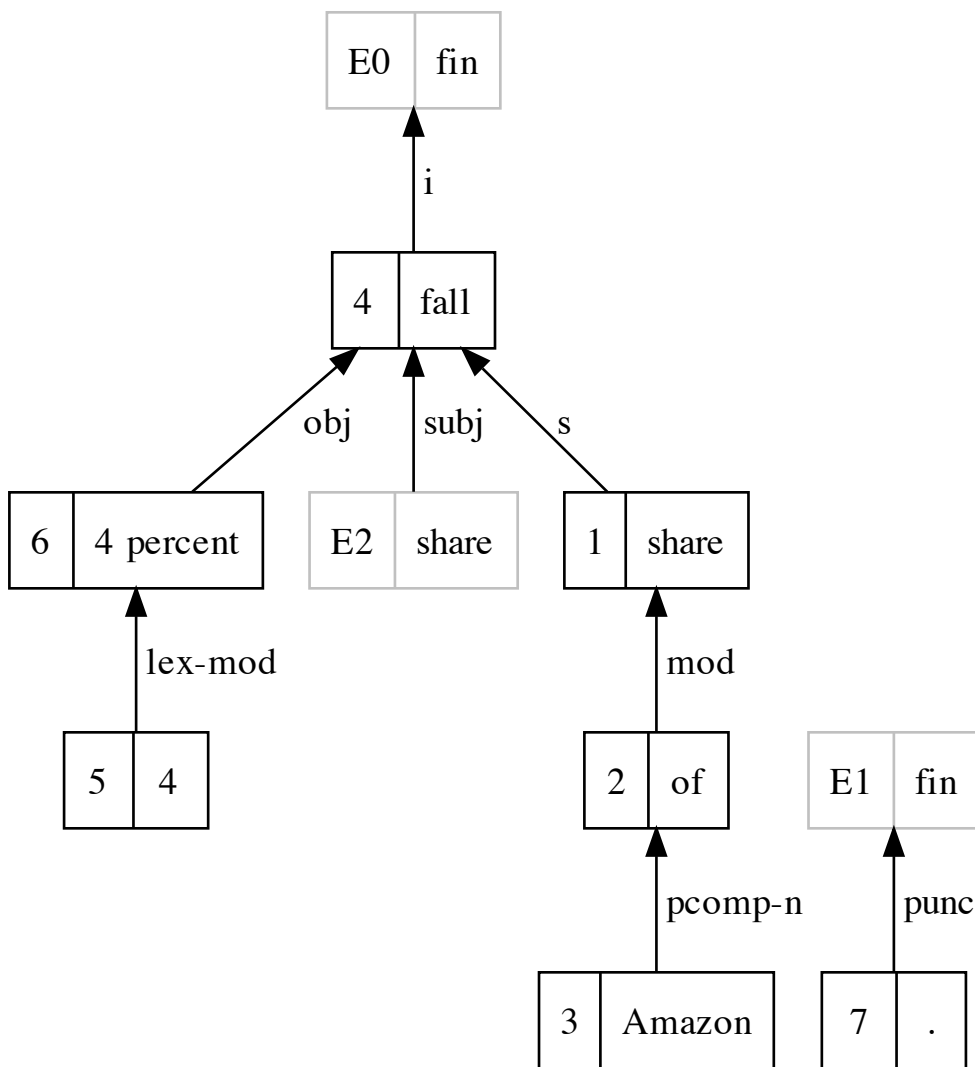 E0 fin
i
4 fall
obj subj s
6 4 percent E2 share 1 share
lex-mod mod
5 4 2 of E1 fin
pcomp-n punc
3 Amazon 7 .